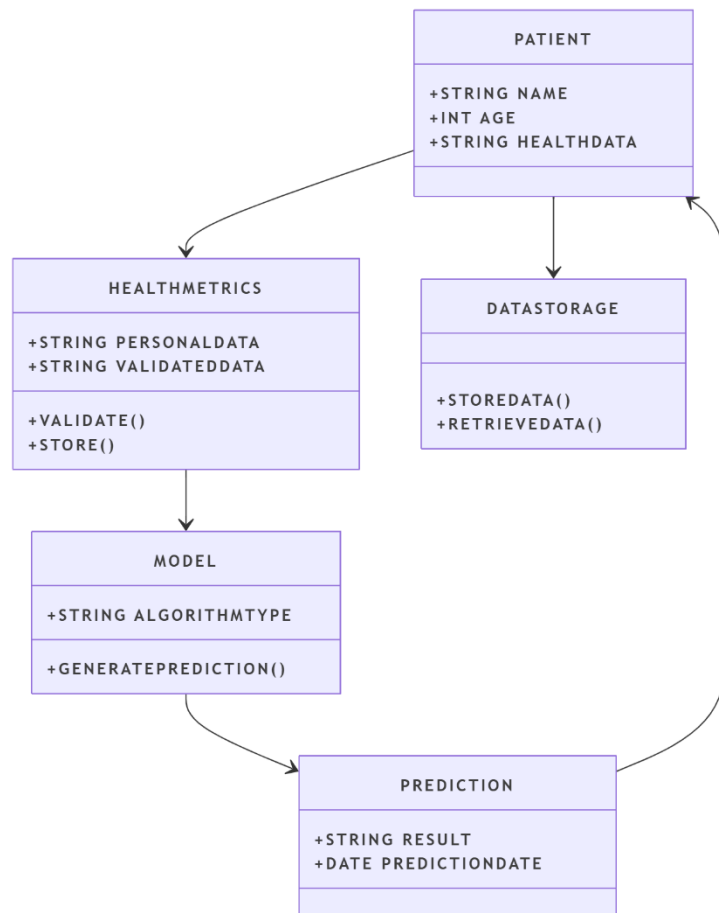 PATIENT
+STRING NAME
+INT AGE
+STRING HEALTHDATA
HEALTHMETRICS
+STRING PERSONALDATA
+STRING VALIDATEDDATA
+VALIDATE()
+STORE()
DATASTORAGE
+STOREDATA()
+RETRIEVEDATA()
MODEL
+STRING ALGORITHMTYPE
+GENERATEPREDICTION()
PREDICTION
+STRING RESULT
+DATE PREDICTIONDATE